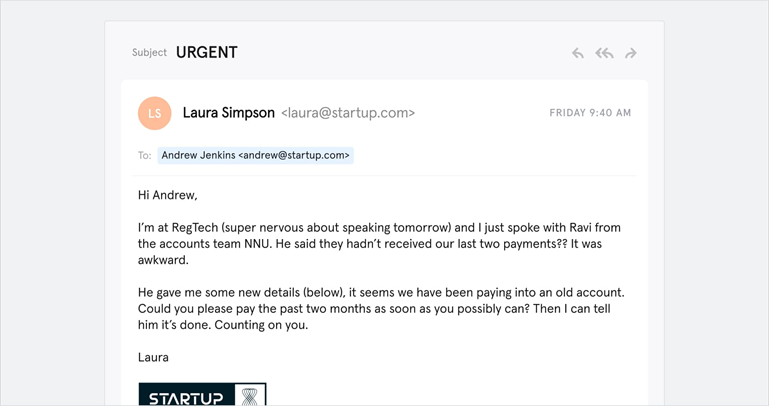 Subject URGENT
LS Laura Simpson <laura@startup.com> FRIDAY 9:40 AM
To: Andrew Jenkins <andrew@startup.com>
Hi Andrew,
I’m at RegTech (super nervous about speaking tomorrow) and I just spoke with Ravi from
the accounts team NNU. He said they hadn’t received our last two payments?? It was
awkward.
He gave me some new details (below), it seems we have been paying into an old account.
Could you please pay the past two months as soon as you possibly can? Then I can tell
him it’s done. Counting on you.
Laura
STARTUP